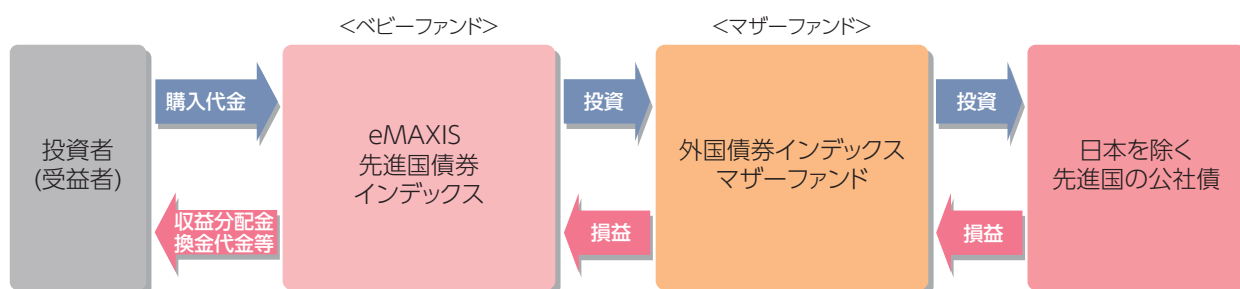 <ベビーファンド>
<マザーファンド>
投資者
(受益者)
購入代金
収益分配金
換金代金等
eMAXIS
先進国債券
インデックス
投資
損益
外国債券インデックス
マザーファンド
投資
損益
日本を除く
先進国の公社債